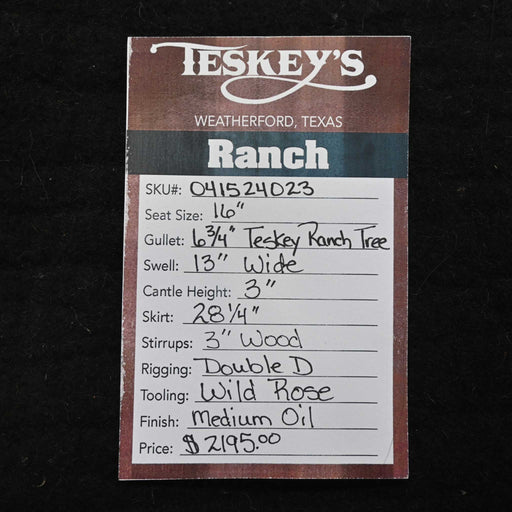 TESKEY'S
WEATHERFORD, TEXAS
Ranch
SKU#: 041524023
Seat Size: 16"
Gullet: 6 3/4" Teskey Ranch Tree
Swell: 13" Wide
Cantle Height: 3"
Skirt: 28 1/4"
Stirrups: 3" Wood
Rigging: Double D
Tooling: Wild Rose
Finish: Medium Oil
Price: $ 2195.00